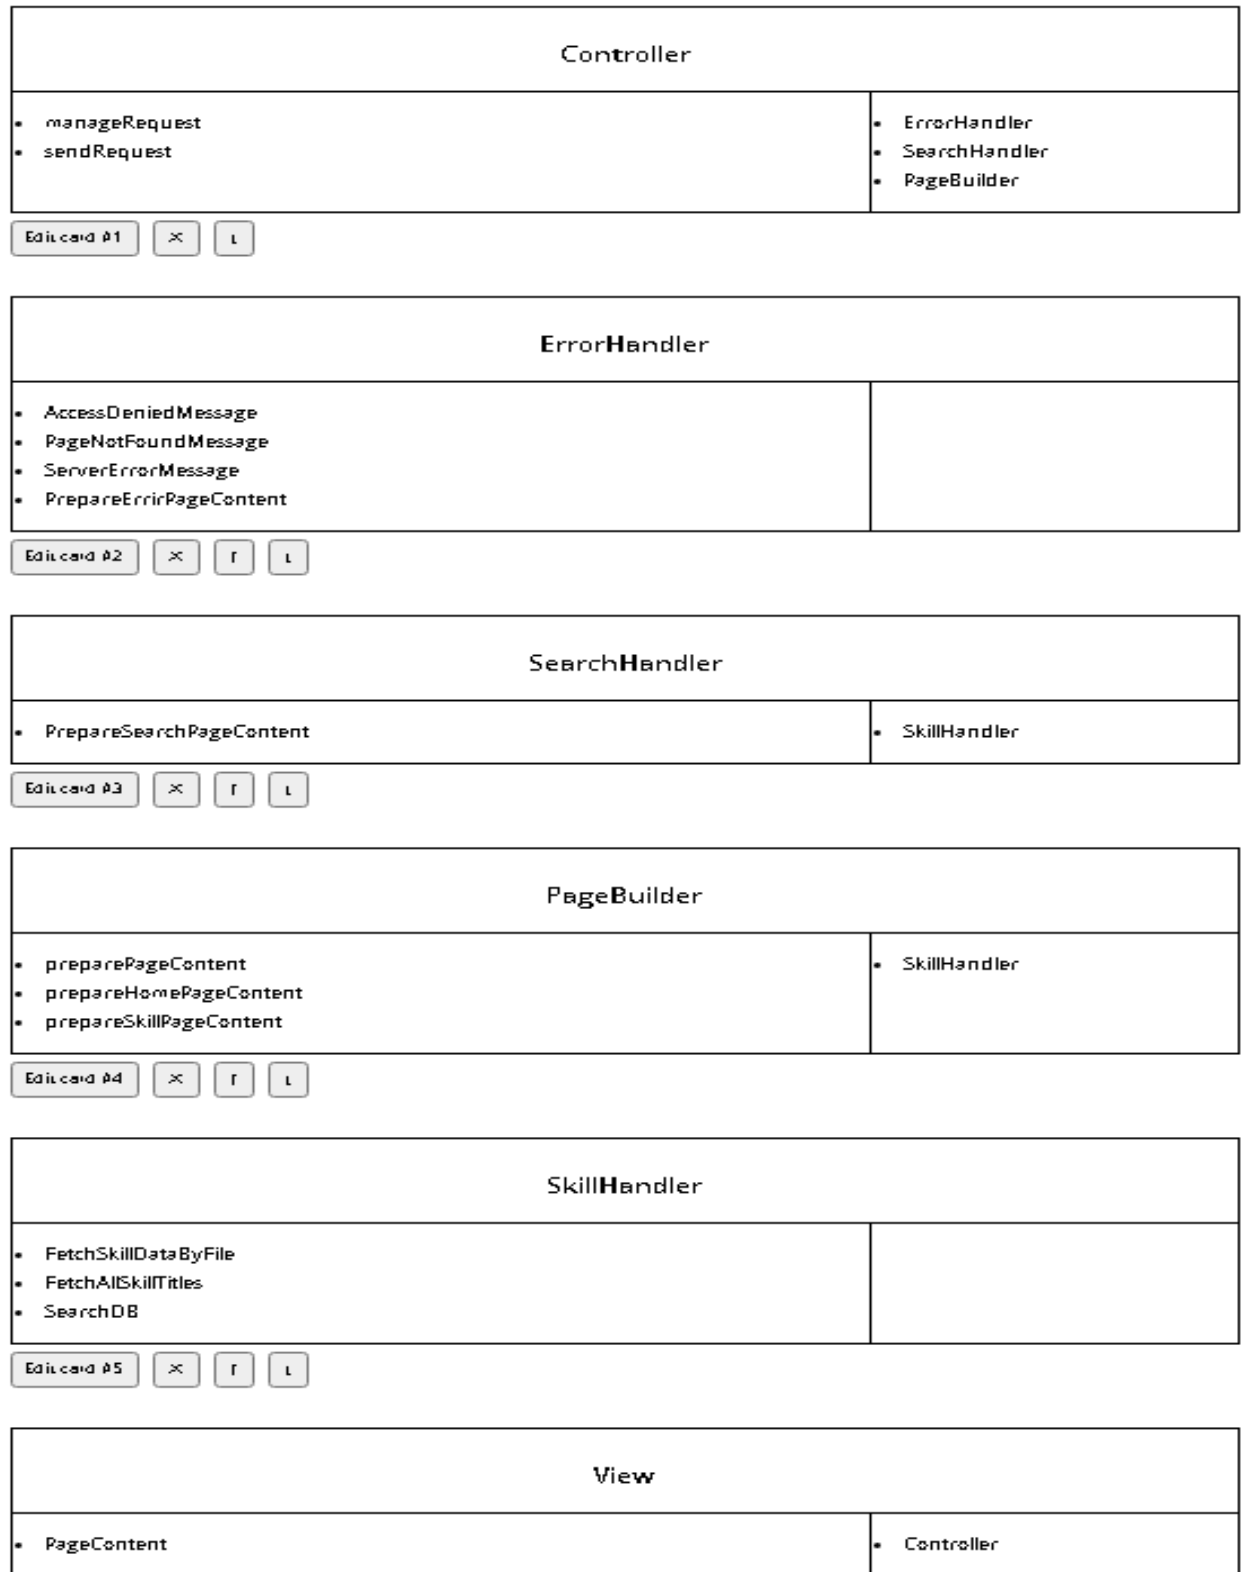 Controller
• manageRequest
• sendRequest
• ErrorHandler
• SearchHandler
• PageBuilder
Edit card #1
ErrorHandler
• AccessDeniedMessage
• PageNotFoundMessage
• ServerErrorMessage
• PrepareErrirPageContent
Edit card #2
SearchHandler
• PrepareSearchPageContent
• SkillHandler
Edit card #3
PageBuilder
• preparePageContent
• prepareHomePageContent
• prepareSkillPageContent
• SkillHandler
Edit card #4
SkillHandler
• FetchSkillDataByFile
• FetchAllSkillTitles
• SearchDB
Edit card #5
View
• PageContent
• Controller